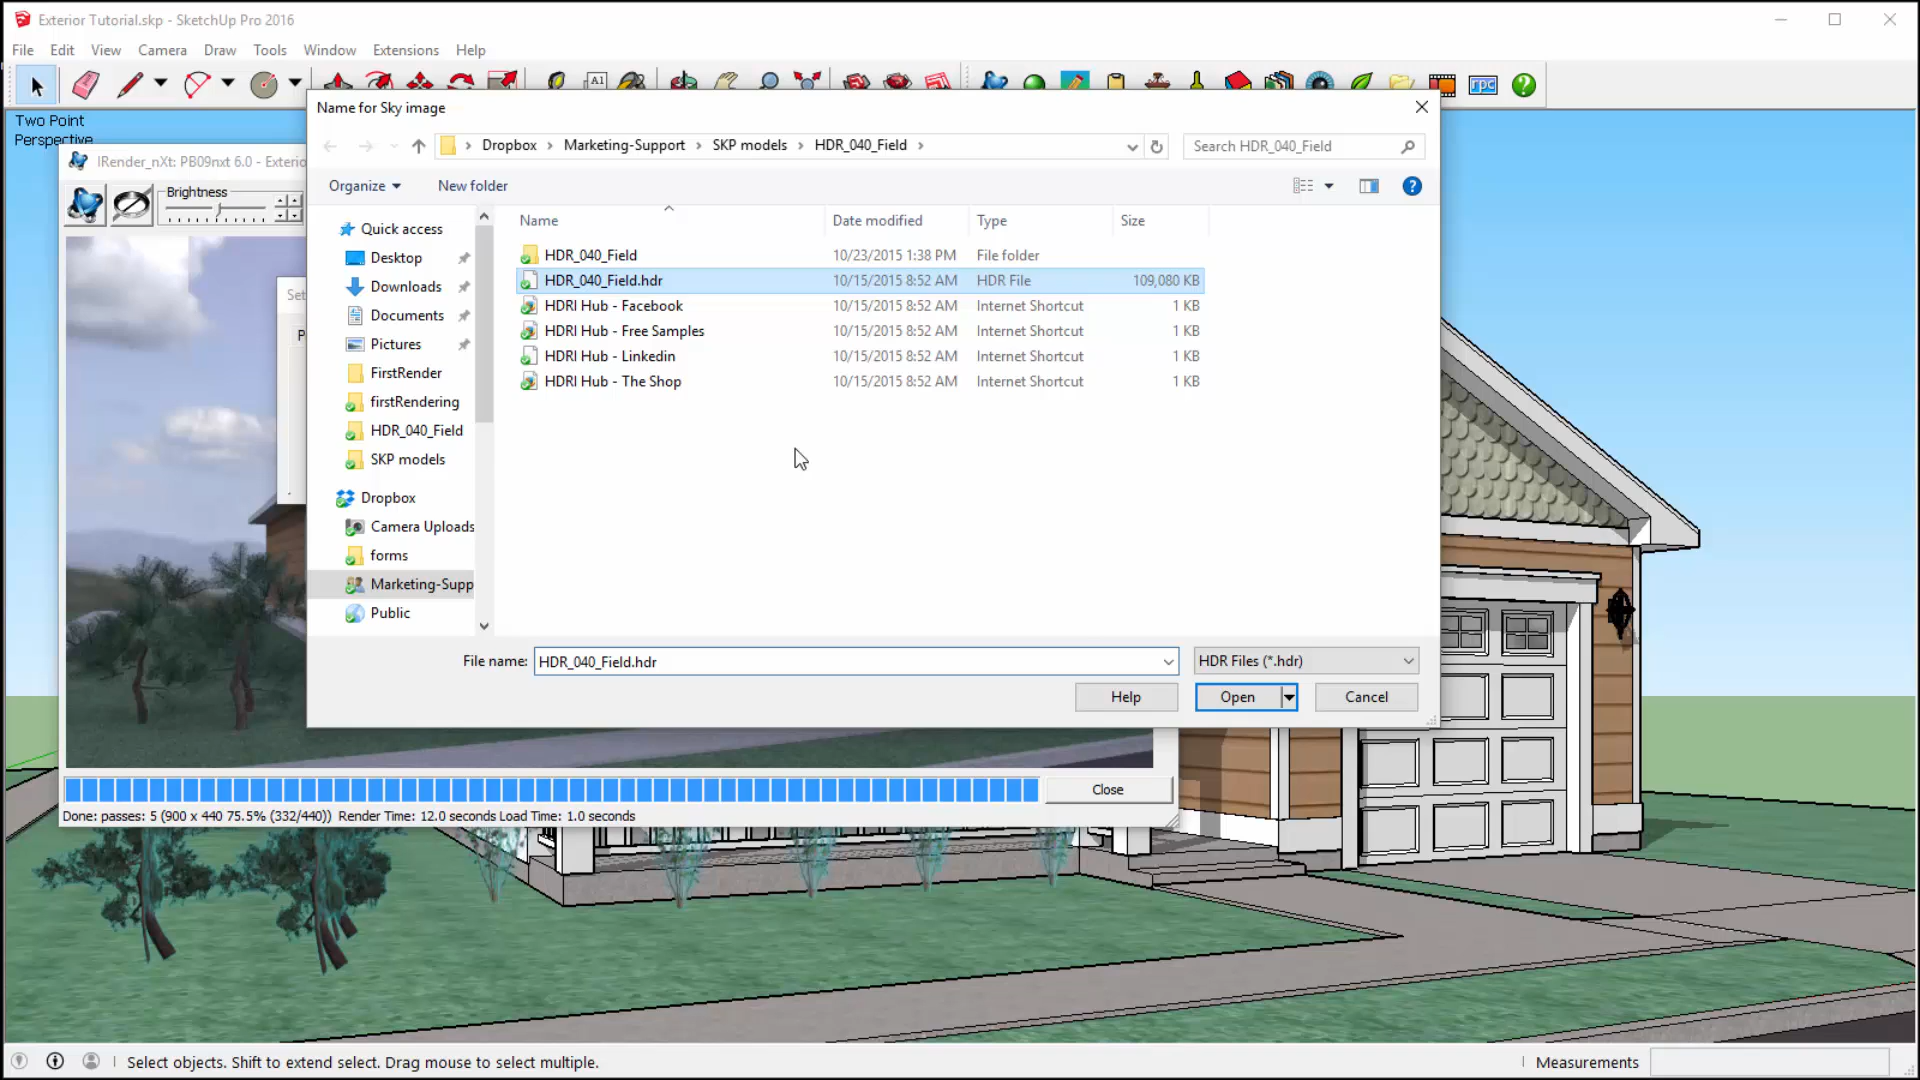 Exterior Tutorial.skp - SketchUp Pro 2016
File Edit View Camera Draw Tools Window Extensions Help
A1
rpc
?
Two Point
Perspective
Name for Sky image
Dropbox › Marketing-Support › SKP models › HDR_040_Field ›
Search HDR_040_Field
IRender_nXt: PB09nxt 6.0 - Exterio
Organize New folder
?
Brightness
Name Date modified Type Size
Quick access
Desktop
Downloads
Documents
Pictures
FirstRender
firstRendering
HDR_040_Field
SKP models
Dropbox
Camera Uploads
forms
Marketing-Supp
Public
HDR_040_Field 10/23/2015 1:38 PM File folder
HDR_040_Field.hdr 10/15/2015 8:52 AM HDR File 109,080 KB
HDRI Hub - Facebook 10/15/2015 8:52 AM Internet Shortcut 1 KB
HDRI Hub - Free Samples 10/15/2015 8:52 AM Internet Shortcut 1 KB
HDRI Hub - Linkedin 10/15/2015 8:52 AM Internet Shortcut 1 KB
HDRI Hub - The Shop 10/15/2015 8:52 AM Internet Shortcut 1 KB
Set
P
File name: HDR_040_Field.hdr HDR Files (*.hdr)
Help Open Cancel
Close
Done: passes: 5 (900 x 440 75.5% (332/440)) Render Time: 12.0 seconds Load Time: 1.0 seconds
Select objects. Shift to extend select. Drag mouse to select multiple.
Measurements